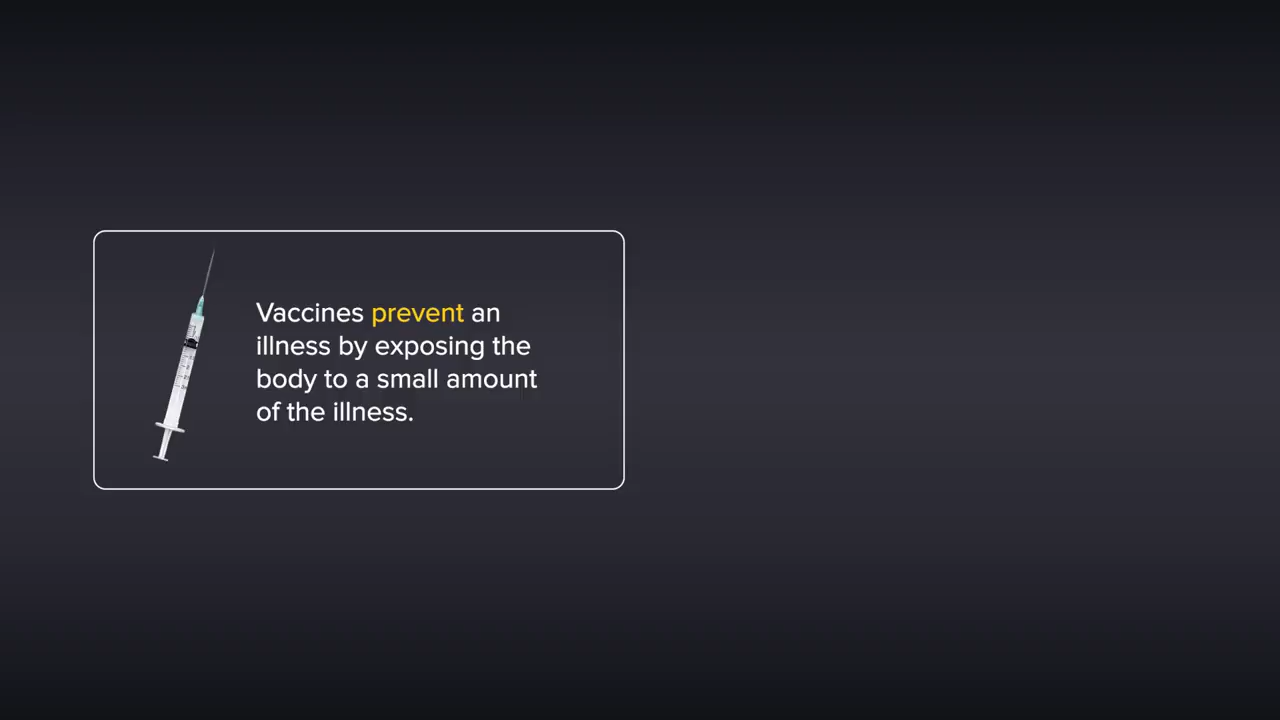 Vaccines prevent an
illness by exposing the
body to a small amount
of the illness.